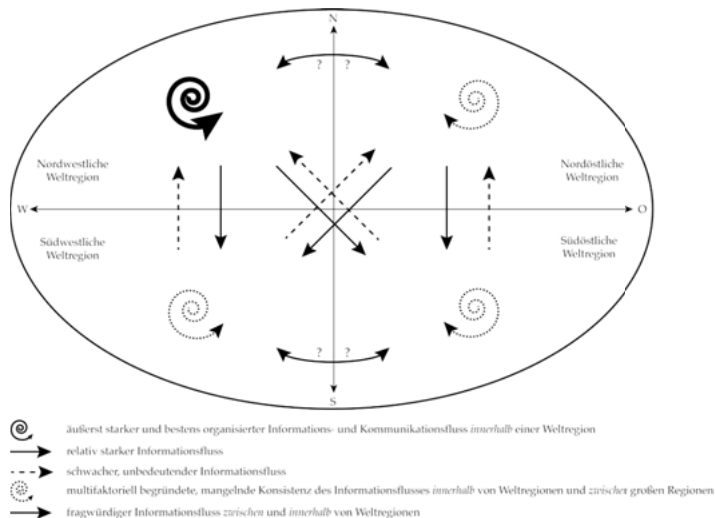 N
? ?
Nordwestliche
Weltregion
Nordöstliche
Weltregion
W
O
Südwestliche
Weltregion
Südöstliche
Weltregion
? ?
S
äußerst starker und bestens organisierter Informations- und Kommunikationsfluss innerhalb einer Weltregion
relativ starker Informationsfluss
schwacher, unbedeutender Informationsfluss
multifaktoriell begründete, mangelnde Konsistenz des Informationsflusses innerhalb von Weltregionen und zwischen großen Regionen
fragwürdiger Informationsfluss zwischen und innerhalb von Weltregionen